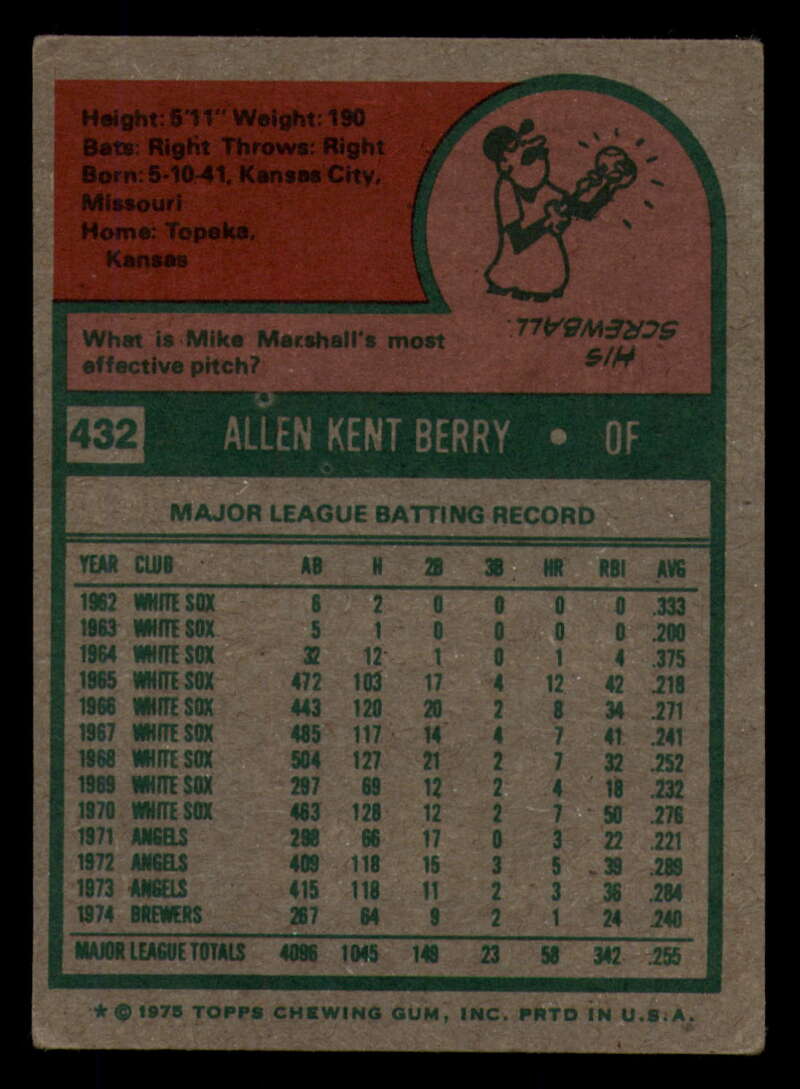 Height: 5'11" Weight: 190
Bats: Right Throws: Right
Born: 5-10-41, Kansas City,
Missouri
Home: Topeka,
Kansas
What is Mike Marshall's most
effective pitch?
HIS
SCREWBALL.
432 ALLEN KENT BERRY • OF
MAJOR LEAGUE BATTING RECORD
YEAR CLUB AB H 2B 3B HR RBI AVG
1962 WHITE SOX 6 2 0 0 0 0 .333
1963 WHITE SOX 5 1 0 0 0 0 .200
1964 WHITE SOX 32 12 1 0 1 4 .375
1965 WHITE SOX 472 103 17 4 12 42 .218
1966 WHITE SOX 443 120 20 2 8 34 .271
1967 WHITE SOX 485 117 14 4 7 41 .241
1968 WHITE SOX 504 127 21 2 7 32 .252
1969 WHITE SOX 297 69 12 2 4 18 .232
1970 WHITE SOX 463 128 12 2 7 50 .276
1971 ANGELS 298 66 17 0 3 22 .221
1972 ANGELS 409 118 15 3 5 39 .289
1973 ANGELS 415 118 11 2 3 36 .284
1974 BREWERS 267 64 9 2 1 24 .240
MAJOR LEAGUE TOTALS 4096 1045 149 23 58 342 .255
* © 1975 TOPPS CHEWING GUM, INC. PRTD IN U.S.A.